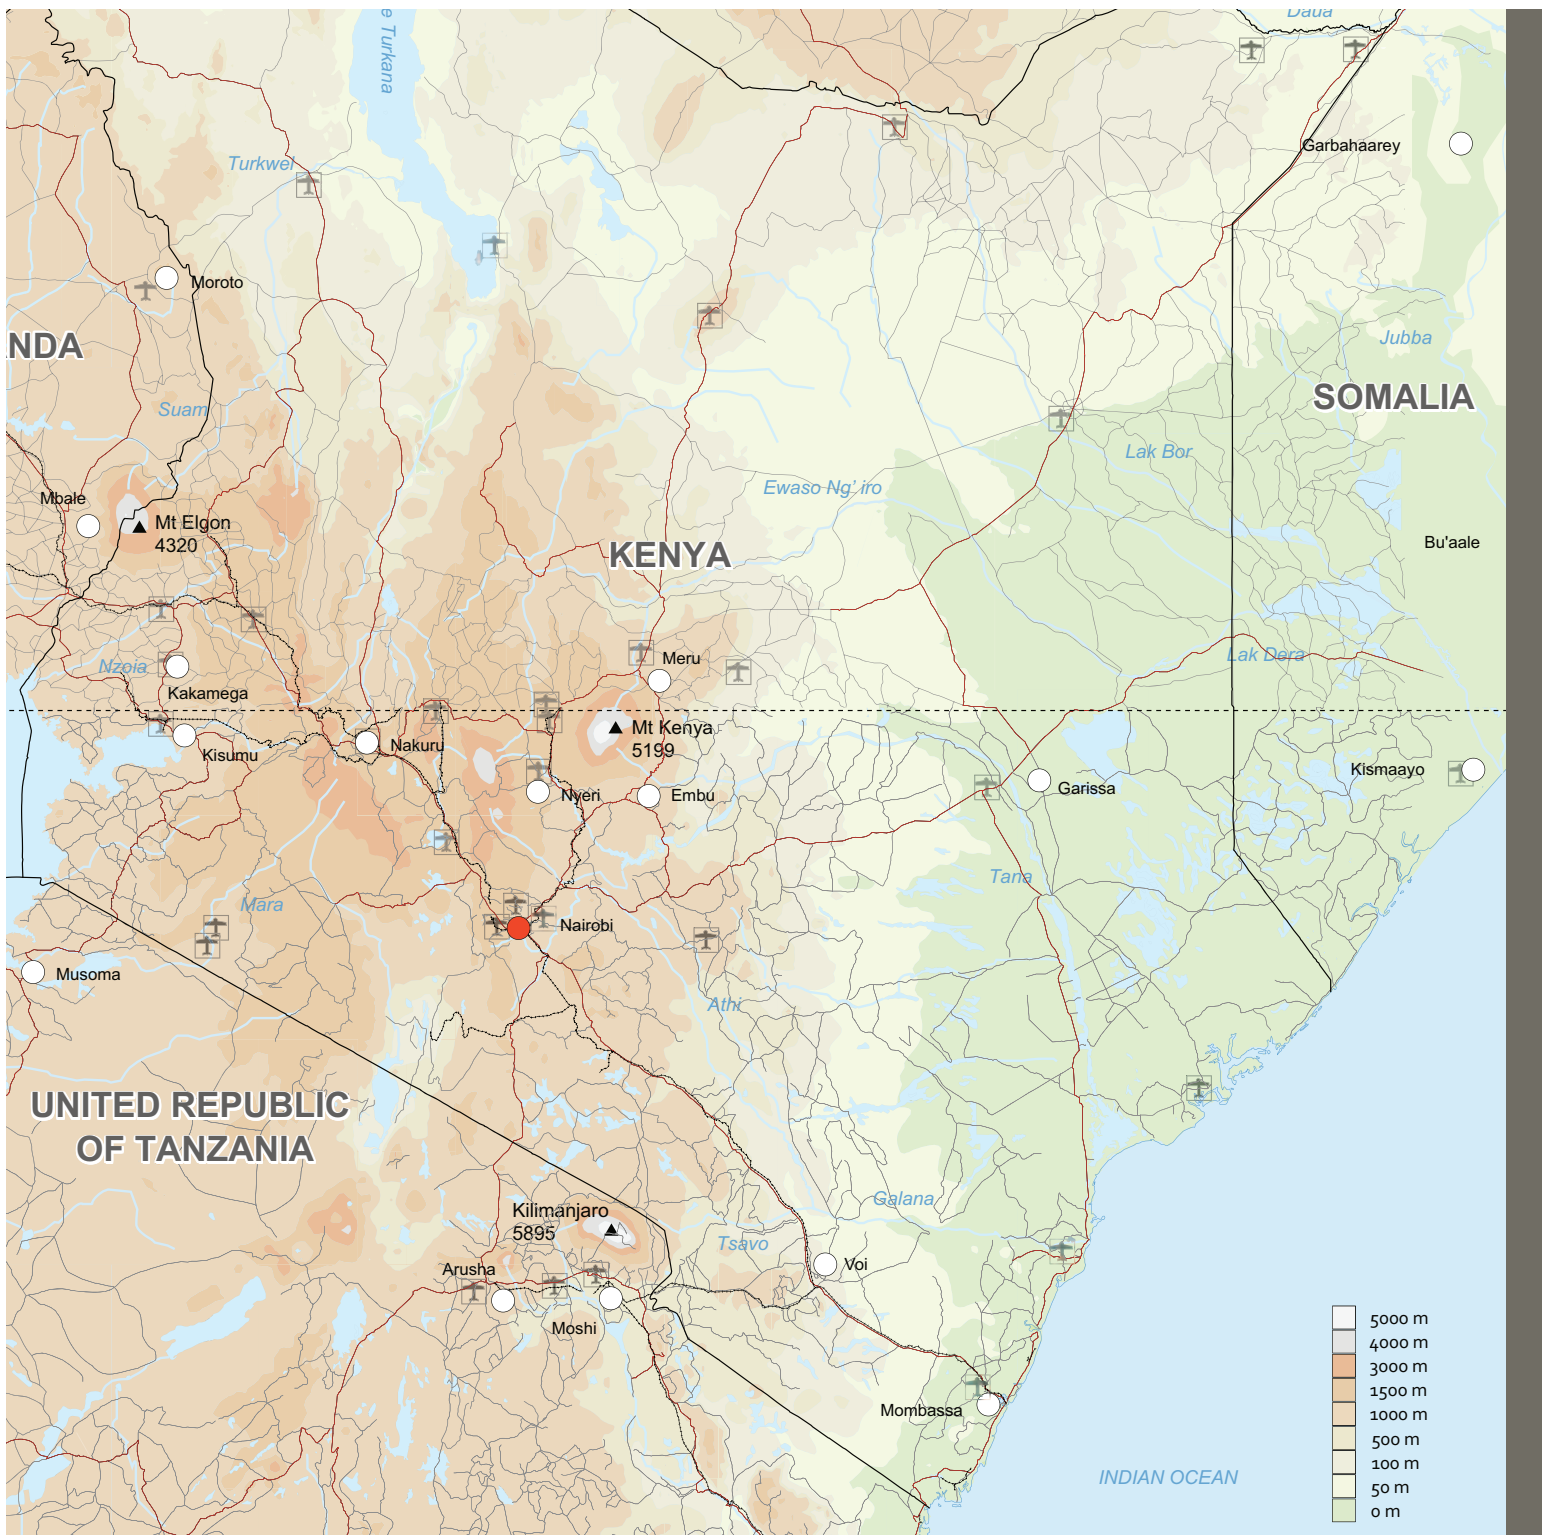 Daua
e Turkana
Garbahaarey
Turkwel
Moroto
NDA
Jubba
SOMALIA
Suam
Lak Bor
Ewaso Ng' iro
Mbale
Mt Elgon
4320
KENYA
Bu'aale
Nzoia
Meru
Lak Dera
Kakamega
Mt Kenya
5199
Kisumu
Nakuru
Kismaayo
Nyeri
Embu
Garissa
Tana
Mara
Nairobi
Musoma
Athi
UNITED REPUBLIC
OF TANZANIA
Galana
Kilimanjaro
5895
Tsavo
Voi
Arusha
Moshi
Mombassa
INDIAN OCEAN
5000 m
4000 m
3000 m
1500 m
1000 m
500 m
100 m
50 m
0 m